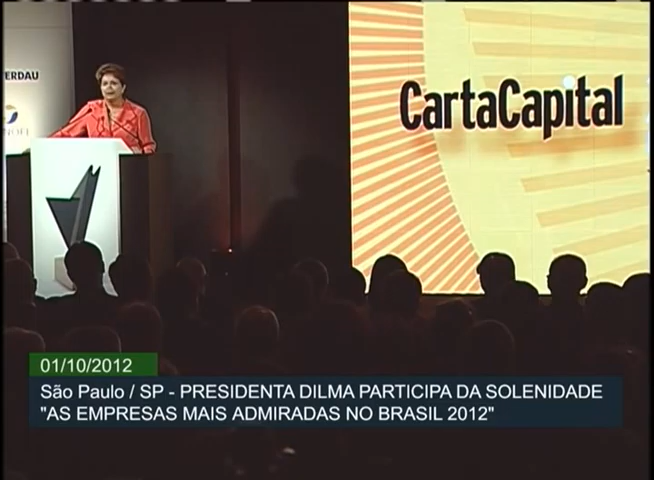 ERDAU
CartaCapital
01/10/2012
São Paulo / SP - PRESIDENTA DILMA PARTICIPA DA SOLENIDADE
"AS EMPRESAS MAIS ADMIRADAS NO BRASIL 2012"